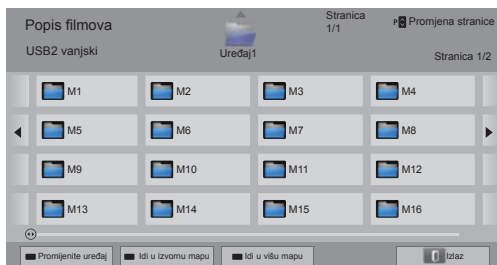 Popis filmova
Stranica
1/1
P Promjena stranice
USB2 vanjski
Uređaj1
Stranica 1/2
M1 M2 M3 M4
M5 M6 M7 M8
M9 M10 M11 M12
M13 M14 M15 M16
Promijenite uređaj Idi u izvornu mapu Idi u višu mapu Izlaz